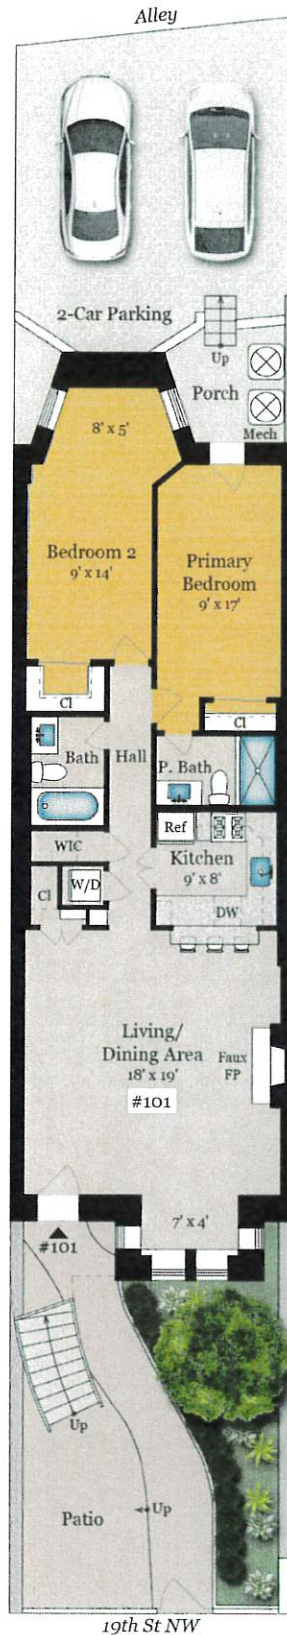 Alley
2-Car Parking
Up
Porch
Mech
8' x 5'
Bedroom 2
9' x 14'
Primary
Bedroom
9' x 17'
Cl
Cl
Bath
Hall
P. Bath
WIC
Ref
Kitchen
9' x 8'
Cl
W/D
DW
Living/
Dining Area
18' x 19'
Faux
FP
#101
7' x 4'
#101
Up
Up
Patio
19th St NW